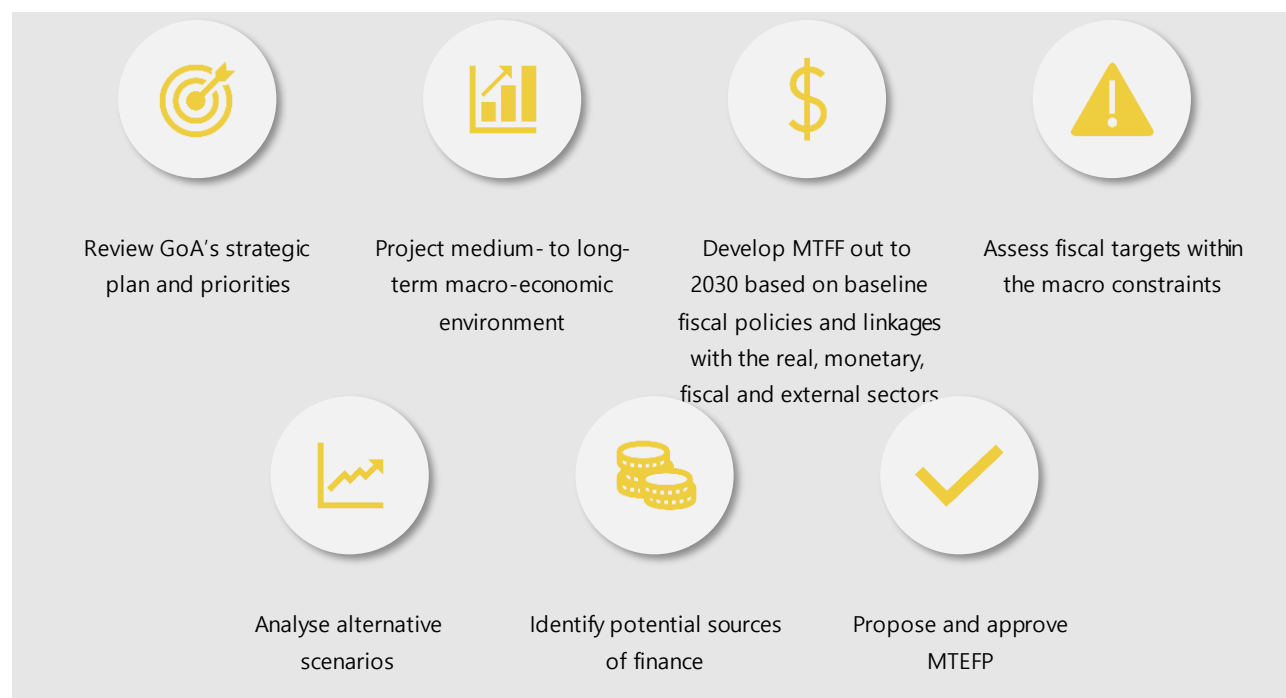 Review GoA's strategic
plan and priorities
Project medium- to long-
term macro-economic
environment
Develop MTFF out to
2030 based on baseline
fiscal policies and linkages
with the real, monetary,
fiscal and external sectors
Assess fiscal targets within
the macro constraints
Analyse alternative
scenarios
Identify potential sources
of finance
Propose and approve
MTEFP